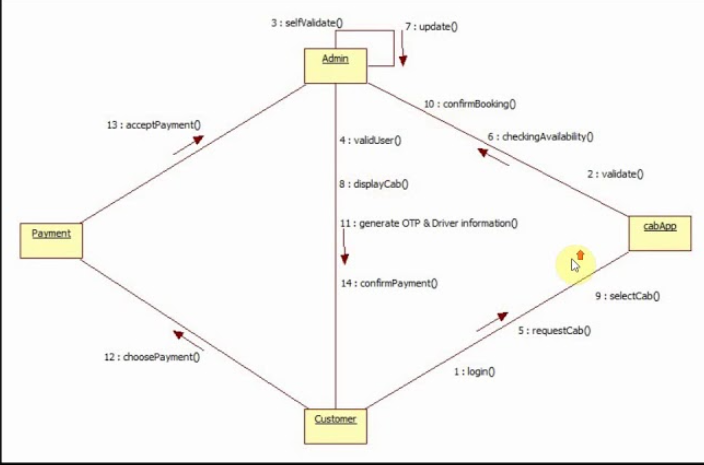 3 : selfValidate()
7 : update()
Admin
10 : confirmBooking()
13 : acceptPayment()
6 : checkingAvailability()
4 : validUser()
2 : validate()
8 : displayCab()
11 : generate OTP & Driver information()
Payment
cabApp
14 : confirmPayment()
9 : selectCab()
5 : requestCab()
12 : choosePayment()
1 : login()
Customer